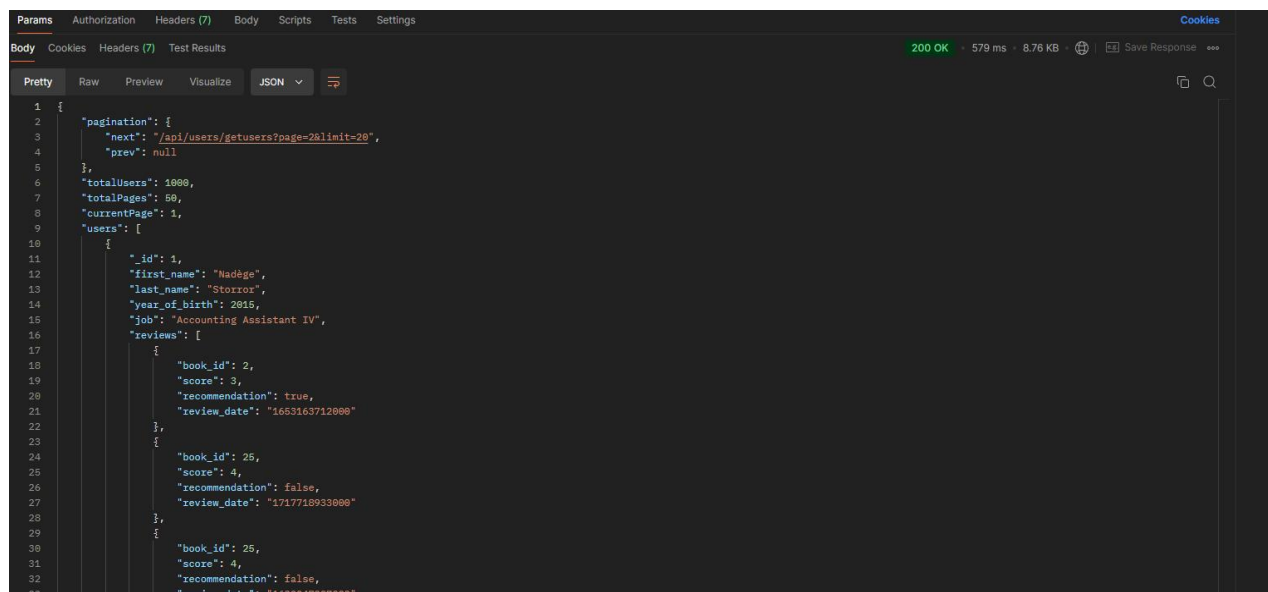 Params Authorization Headers (7) Body Scripts Tests Settings Cookies
Body Cookies Headers (7) Test Results 200 OK 579 ms 8.76 KB Save Response
Pretty Raw Preview Visualize JSON
1 {
2 "pagination": {
3 "next": "/api/users/getusers?page=2&limit=20",
4 "prev": null
5 },
6 "totalUsers": 1000,
7 "totalPages": 50,
8 "currentPage": 1,
9 "users": [
10 {
11 "_id": 1,
12 "first_name": "Nadège",
13 "last_name": "Storror",
14 "year_of_birth": 2015,
15 "job": "Accounting Assistant IV",
16 "reviews": [
17 {
18 "book_id": 2,
19 "score": 3,
20 "recommendation": true,
21 "review_date": "1653163712000"
22 },
23 {
24 "book_id": 25,
25 "score": 4,
26 "recommendation": false,
27 "review_date": "1717718933000"
28 },
29 {
30 "book_id": 25,
31 "score": 4,
32 "recommendation": false,